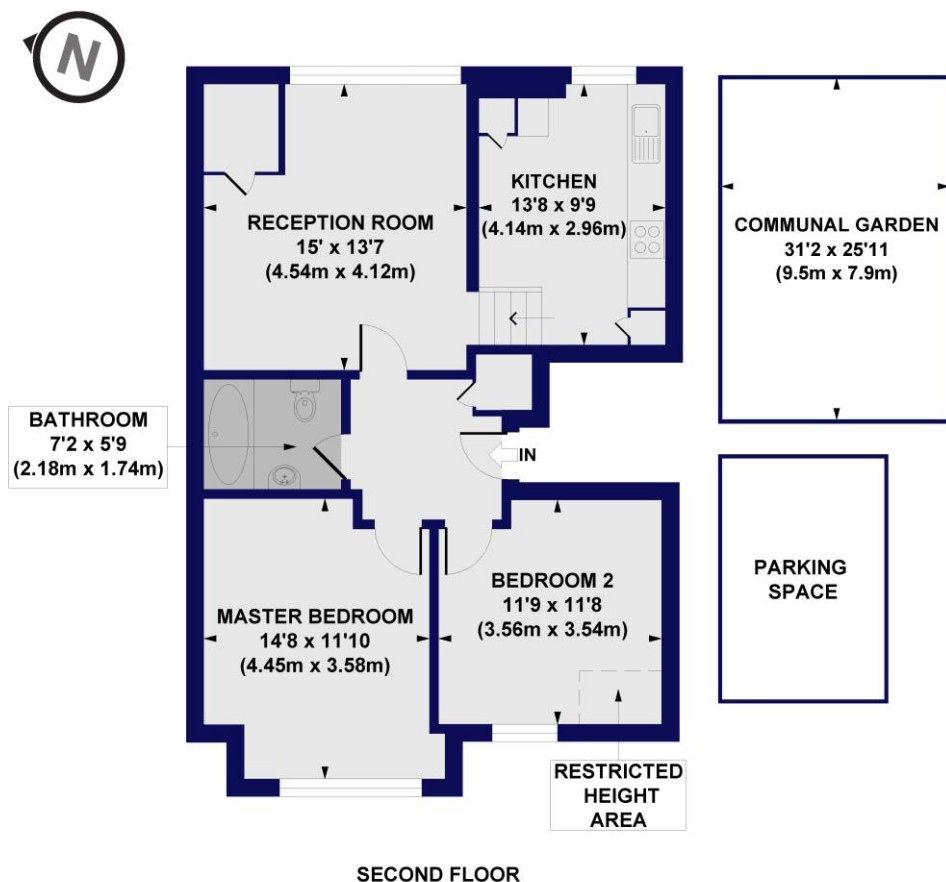 N
RECEPTION ROOM
15' x 13'7
(4.54m x 4.12m)
KITCHEN
13'8 x 9'9
(4.14m x 2.96m)
COMMUNAL GARDEN
31'2 x 25'11
(9.5m x 7.9m)
BATHROOM
7'2 x 5'9
(2.18m x 1.74m)
IN
MASTER BEDROOM
14'8 x 11'10
(4.45m x 3.58m)
BEDROOM 2
11'9 x 11'8
(3.56m x 3.54m)
PARKING
SPACE
RESTRICTED
HEIGHT
AREA
SECOND FLOOR